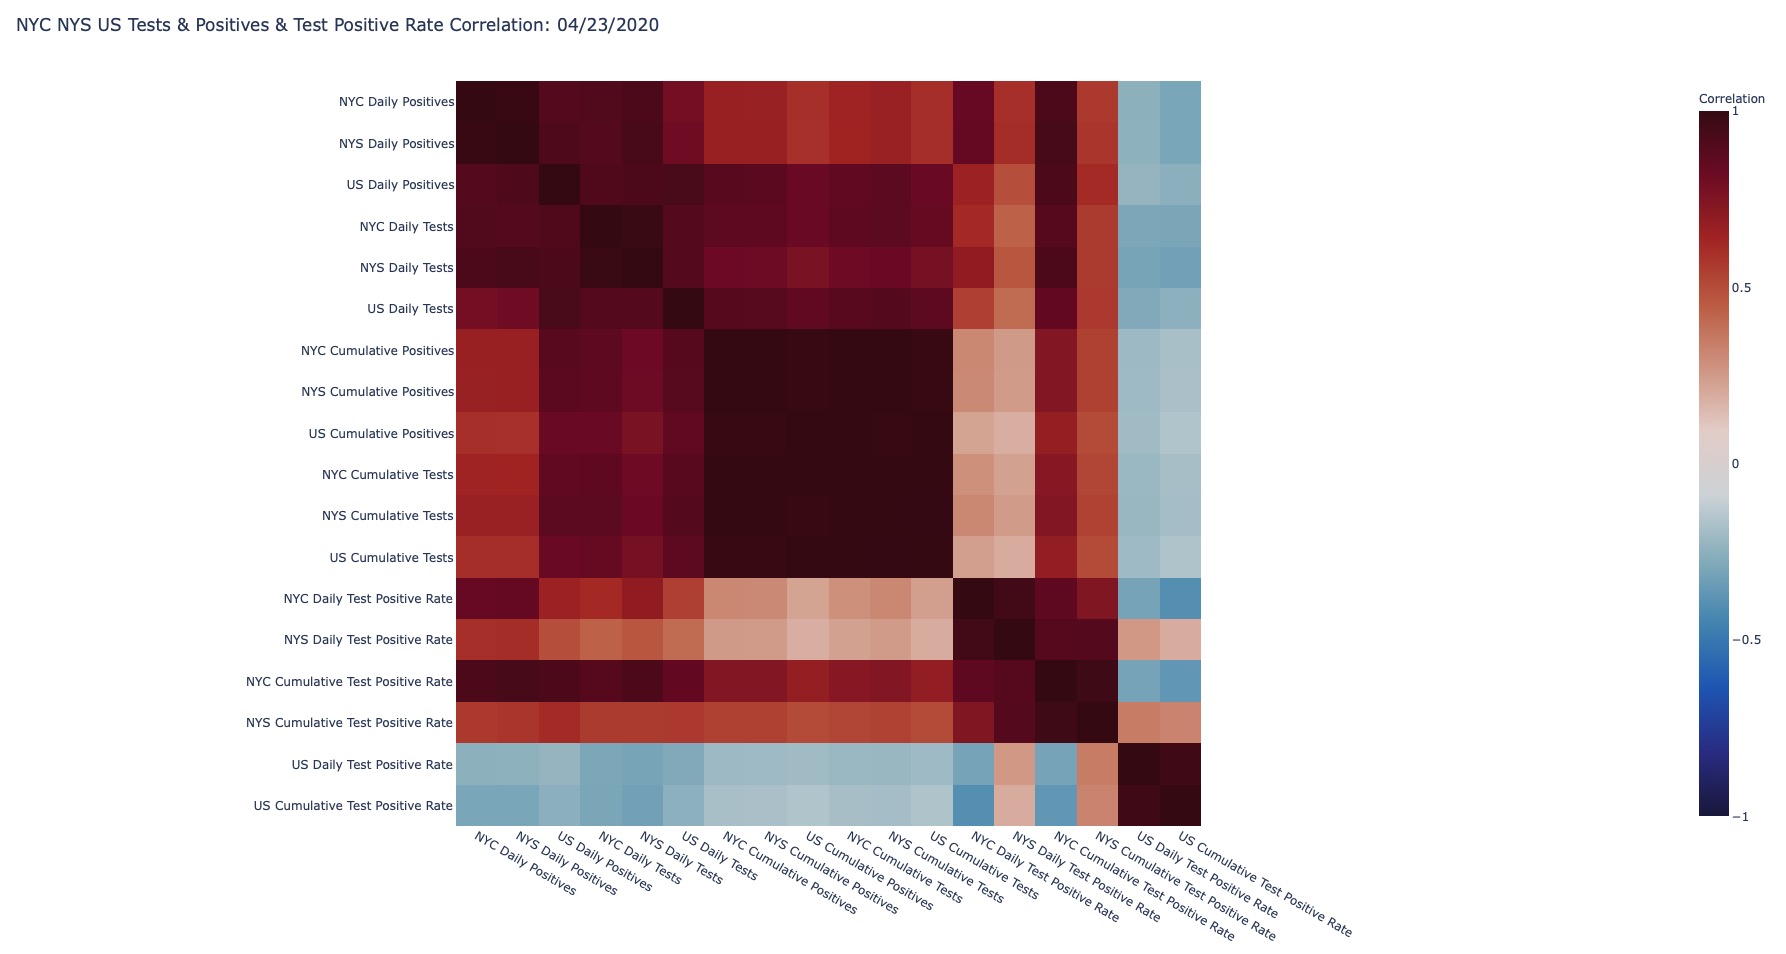 NYC NYS US Tests & Positives & Test Positive Rate Correlation: 04/23/2020
NYC Daily Positives
NYS Daily Positives
US Daily Positives
NYC Daily Tests
NYS Daily Tests
US Daily Tests
NYC Cumulative Positives
NYS Cumulative Positives
US Cumulative Positives
NYC Cumulative Tests
NYS Cumulative Tests
US Cumulative Tests
NYC Daily Test Positive Rate
NYS Daily Test Positive Rate
NYC Cumulative Test Positive Rate
NYS Cumulative Test Positive Rate
US Daily Test Positive Rate
US Cumulative Test Positive Rate
NYC Daily Positives
NYS Daily Positives
US Daily Positives
NYC Daily Tests
NYS Daily Tests
US Daily Tests
NYC Cumulative Positives
NYS Cumulative Positives
US Cumulative Positives
NYC Cumulative Tests
NYS Cumulative Tests
US Cumulative Tests
NYC Daily Test Positive Rate
NYS Daily Test Positive Rate
NYC Cumulative Test Positive Rate
NYS Cumulative Test Positive Rate
US Daily Test Positive Rate
US Cumulative Test Positive Rate
Correlation
1
0.5
0
−0.5
−1